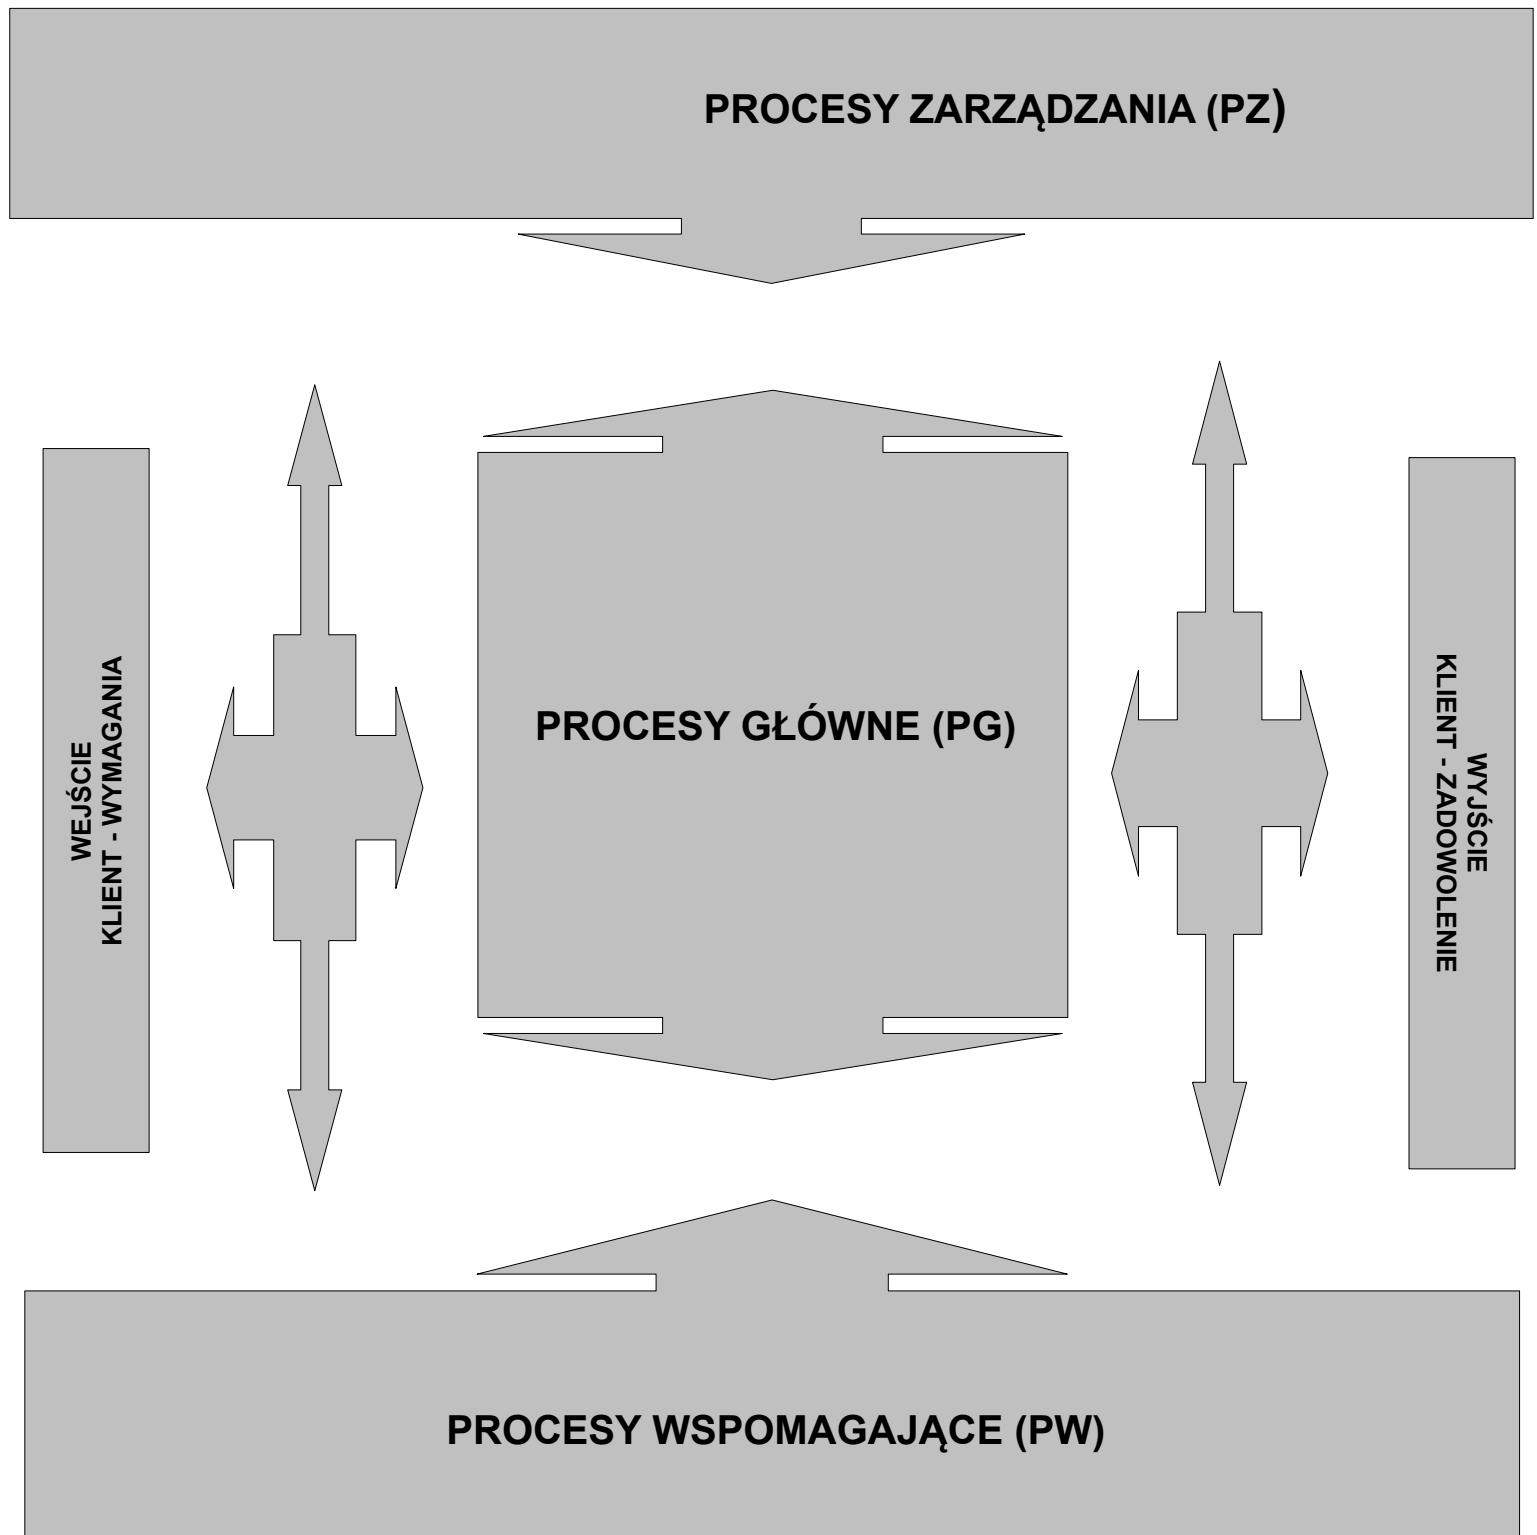 PROCESY ZARZĄDZANIA (PZ)
WEJŚCIE
KLIENT - WYMAGANIA
PROCESY GŁÓWNE (PG)
WYJŚCIE
KLIENT - ZADOWOLENIE
PROCESY WSPOMAGAJĄCE (PW)